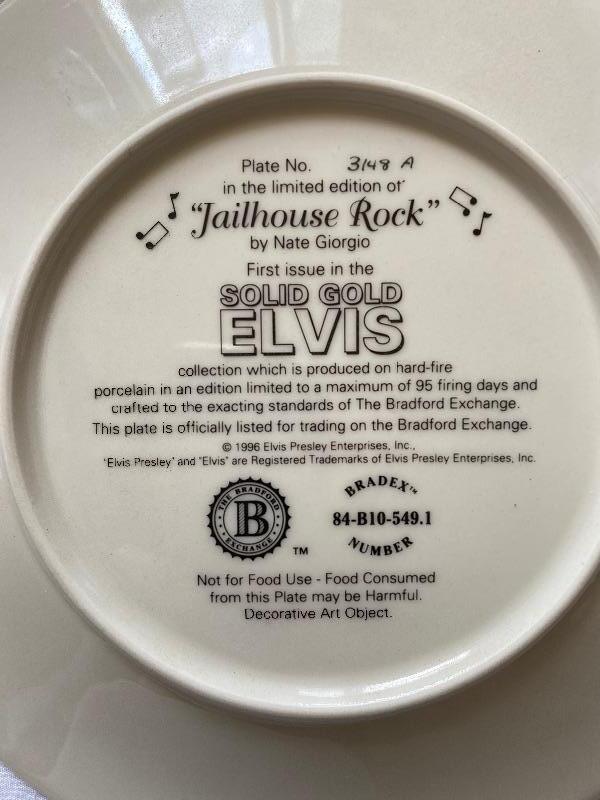 Plate No. 3148 A
in the limited edition of
"Jailhouse Rock"
by Nate Giorgio
First issue in the
SOLID GOLD
ELVIS
collection which is produced on hard-fire
porcelain in an edition limited to a maximum of 95 firing days and
crafted to the exacting standards of The Bradford Exchange.
This plate is officially listed for trading on the Bradford Exchange.
© 1996 Elvis Presley Enterprises, Inc.,
"Elvis Presley" and "Elvis" are Registered Trademarks of Elvis Presley Enterprises, Inc.
THE BRADFORD
B
EXCHANGE
TM
BRADEX™
84-B10-549.1
NUMBER
Not for Food Use - Food Consumed
from this Plate may be Harmful.
Decorative Art Object.